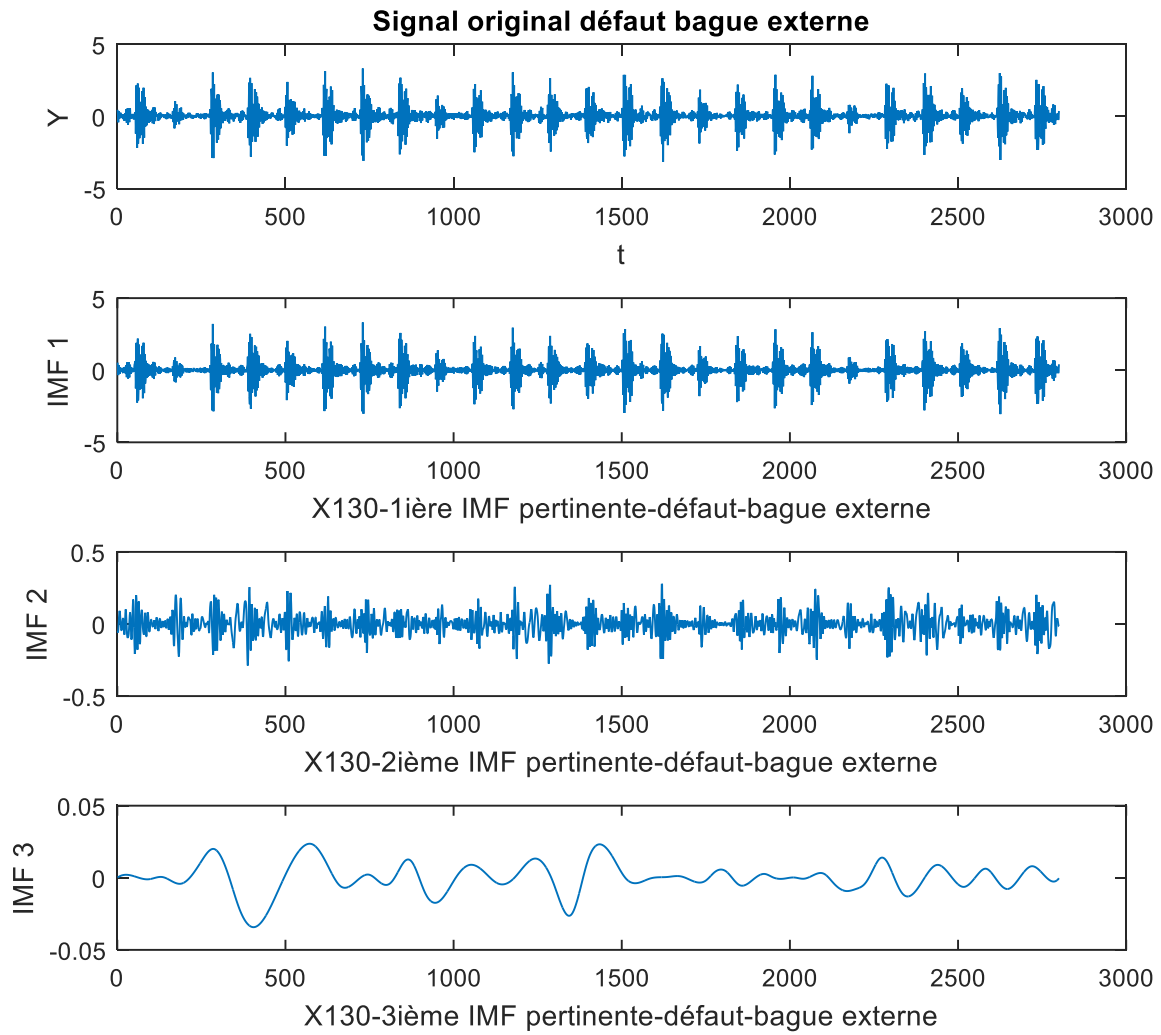 Signal original défaut bague externe
5
Y
0
-5
0 500 1000 1500 2000 2500 3000
t
5
IMF 1
0
-5
0 500 1000 1500 2000 2500 3000
X130-1ière IMF pertinente-défaut-bague externe
0.5
IMF 2
0
-0.5
0 500 1000 1500 2000 2500 3000
X130-2ième IMF pertinente-défaut-bague externe
0.05
IMF 3
0
-0.05
0 500 1000 1500 2000 2500 3000
X130-3ième IMF pertinente-défaut-bague externe